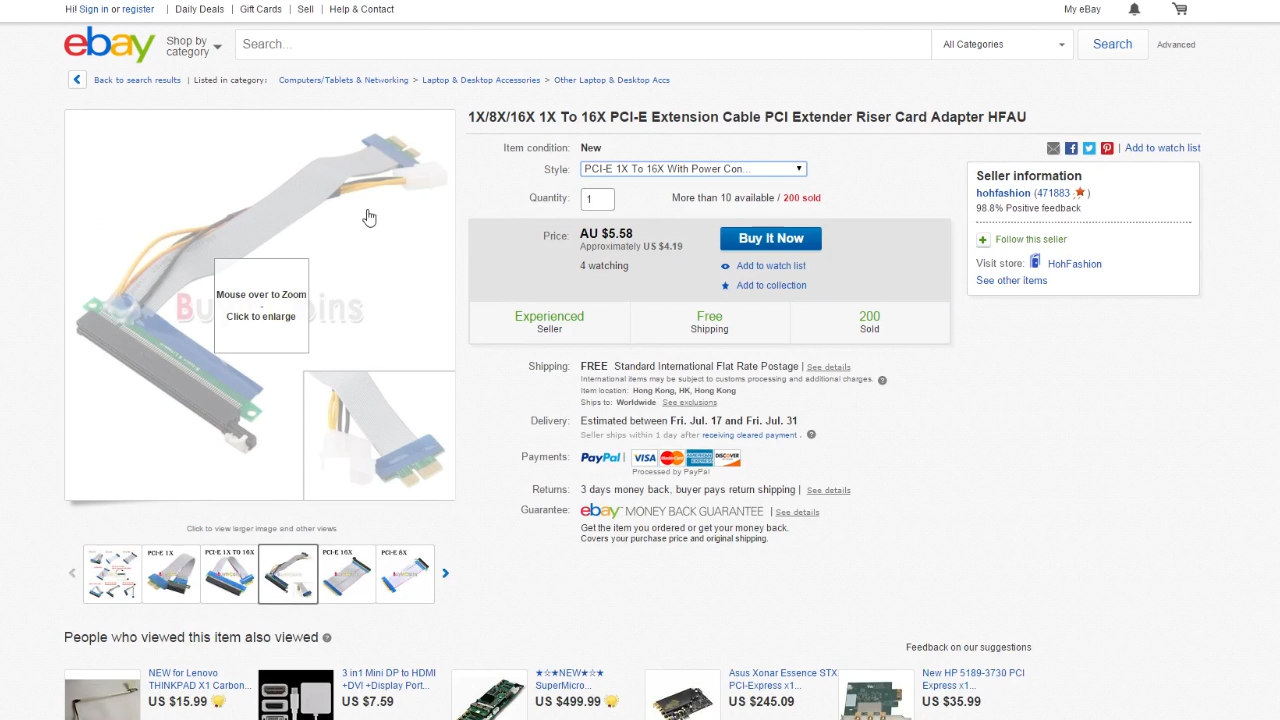 Hi! Sign in or register | Daily Deals | Gift Cards | Sell | Help & Contact
My eBay
ebay
Shop by
category
Search...
All Categories
Search
Advanced
Back to search results | Listed in category: Computers/Tablets & Networking > Laptop & Desktop Accessories > Other Laptop & Desktop Accs
Mouse over to Zoom
-
Click to enlarge
Click to view larger image and other views
PCI-E 1X
PCI-E 1X TO 16X
PCI-E 16X
PCI-E 8X
1X/8X/16X 1X To 16X PCI-E Extension Cable PCI Extender Riser Card Adapter HFAU
Item condition: New
Style: PCI-E 1X To 16X With Power Con...
Quantity: 1 More than 10 available / 200 sold
Price: AU $5.58
Approximately US $4.19
4 watching
Buy It Now
Add to watch list
Add to collection
Experienced
Seller
Free
Shipping
200
Sold
Shipping: FREE Standard International Flat Rate Postage | See details
International items may be subject to customs processing and additional charges.
Item location: Hong Kong, HK, Hong Kong
Ships to: Worldwide See exclusions
Delivery: Estimated between Fri. Jul. 17 and Fri. Jul. 31
Seller ships within 1 day after receiving cleared payment .
Payments: PayPal | VISA MasterCard AMERICAN EXPRESS DISCOVER
Processed by PayPal
Returns: 3 days money back, buyer pays return shipping | See details
Guarantee: ebay MONEY BACK GUARANTEE | See details
Get the item you ordered or get your money back.
Covers your purchase price and original shipping.
| Add to watch list
Seller information
hohfashion (471883 )
98.8% Positive feedback
Follow this seller
Visit store: HohFashion
See other items
People who viewed this item also viewed
Feedback on our suggestions
NEW for Lenovo
THINKPAD X1 Carbon...
US $15.99
3 in1 Mini DP to HDMI
+DVI +Display Port...
US $7.59
★☆★NEW★☆★
SuperMicro...
US $499.99
Asus Xonar Essence STX
PCI-Express x1...
US $245.09
New HP 5189-3730 PCI
Express x1...
US $35.99